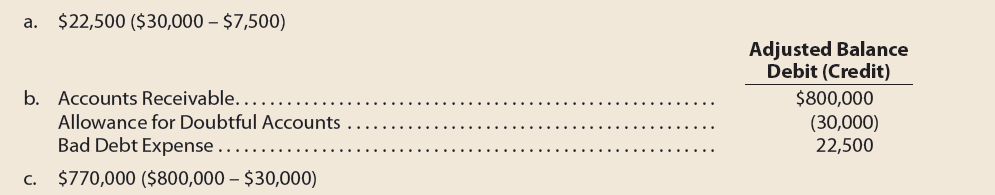 a. $22,500 ($30,000 – $7,500)
Adjusted Balance
Debit (Credit)
b. Accounts Receivable........................................................ $800,000
Allowance for Doubtful Accounts ........................................... (30,000)
Bad Debt Expense.......................................................... 22,500
c. $770,000 ($800,000 – $30,000)